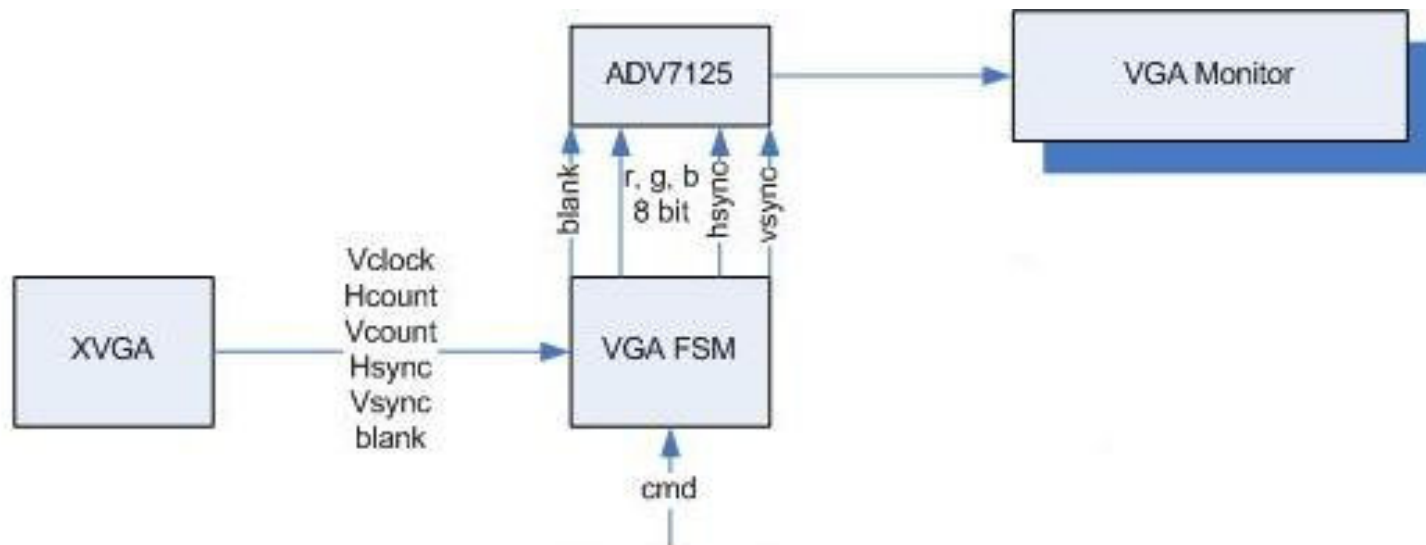 ADV7125
VGA Monitor
blank
r, g, b
8 bit
hsync
vsync
XVGA
Vclock
Hcount
Vcount
Hsync
Vsync
blank
VGA FSM
cmd